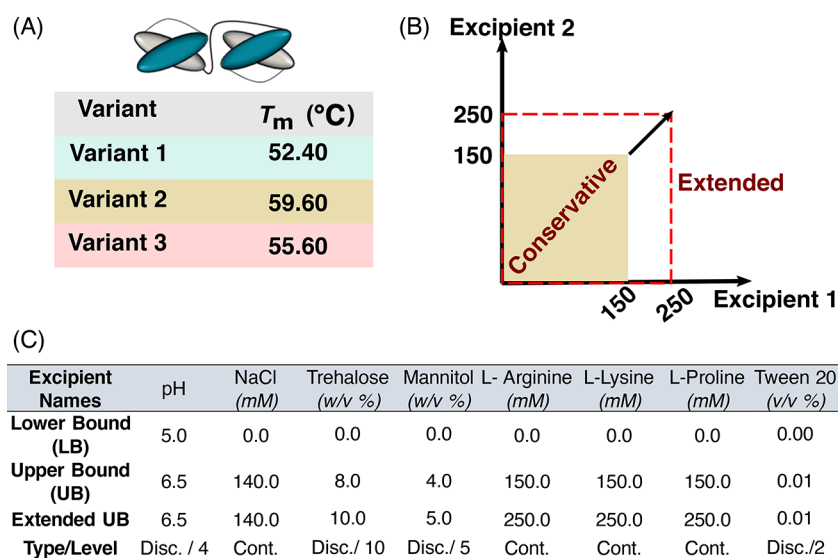 (A)
Variant Tm (°C)
Variant 1 52.40
Variant 2 59.60
Variant 3 55.60
(B)
Excipient 2
250
150
Conservative
Extended
150
250
Excipient 1
(C)
Excipient Names pH NaCl (mM) Trehalose (w/v %) Mannitol (w/v %) L- Arginine (mM) L-Lysine (mM) L-Proline (mM) Tween 20 (v/v %)
Lower Bound (LB) 5.0 0.0 0.0 0.0 0.0 0.0 0.0 0.00
Upper Bound (UB) 6.5 140.0 8.0 4.0 150.0 150.0 150.0 0.01
Extended UB 6.5 140.0 10.0 5.0 250.0 250.0 250.0 0.01
Type/Level Disc. / 4 Cont. Disc./ 10 Disc./ 5 Cont. Cont. Cont. Disc./2